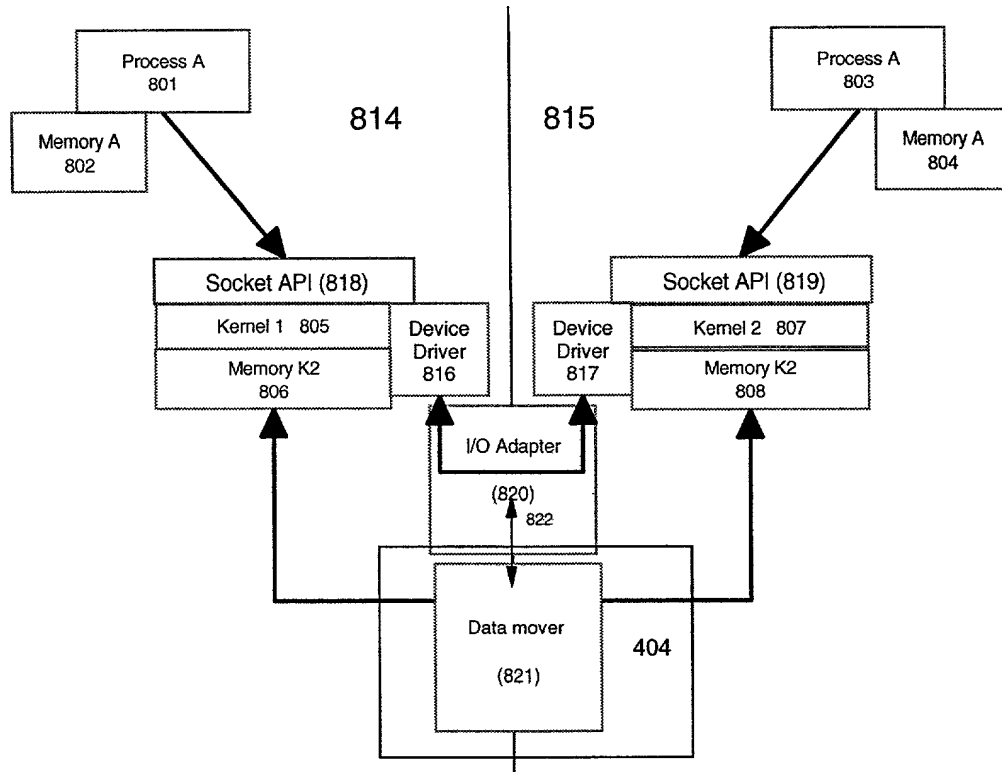 Process A
801
Memory A
802
814
815
Process A
803
Memory A
804
Socket API (818)
Kernel 1 805
Memory K2
806
Device
Driver
816
Device
Driver
817
Socket API (819)
Kernel 2 807
Memory K2
808
I/O Adapter
(820)
822
Data mover
(821)
404